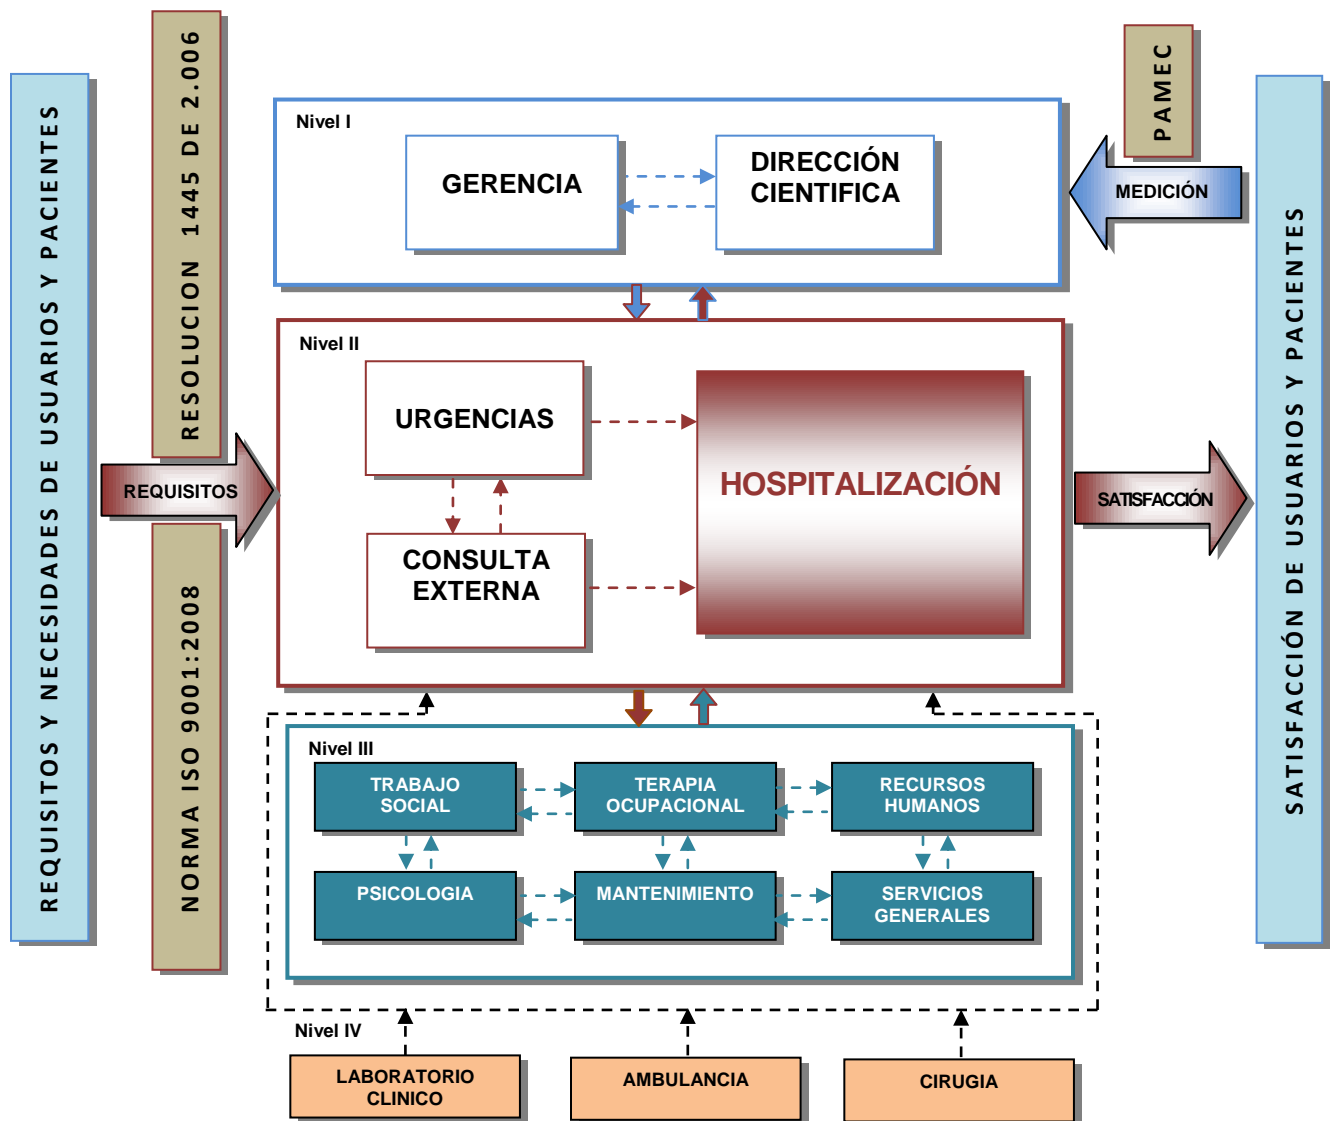 REQUISITOS Y NECESIDADES DE USUARIOS Y PACIENTES
RESOLUCION 1445 DE 2.006
REQUISITOS
NORMA ISO 9001:2008
Nivel I
GERENCIA
DIRECCIÓN
CIENTIFICA
PAMEC
MEDICIÓN
Nivel II
URGENCIAS
CONSULTA
EXTERNA
HOSPITALIZACIÓN
SATISFACCIÓN
SATISFACCIÓN DE USUARIOS Y PACIENTES
Nivel III
TRABAJO
SOCIAL
TERAPIA
OCUPACIONAL
RECURSOS
HUMANOS
PSICOLOGIA
MANTENIMIENTO
SERVICIOS
GENERALES
Nivel IV
LABORATORIO
CLINICO
AMBULANCIA
CIRUGIA